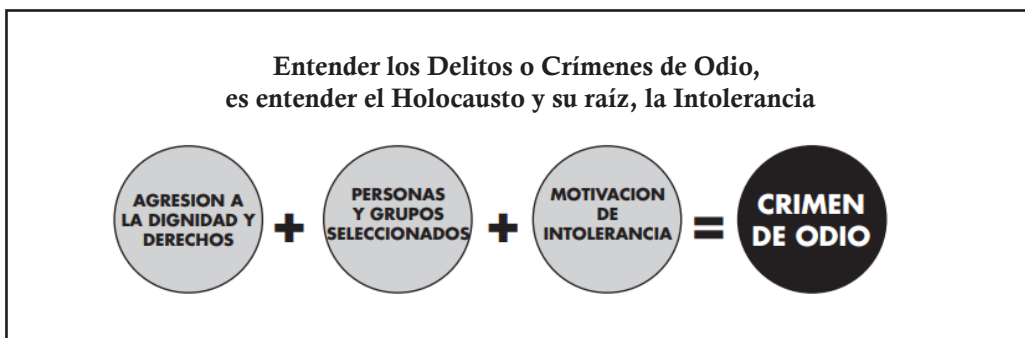 Entender los Delitos o Crímenes de Odio,
es entender el Holocausto y su raíz, la Intolerancia
AGRESION A
LA DIGNIDAD Y
DERECHOS
+
PERSONAS
Y GRUPOS
SELECCIONADOS
+
MOTIVACION
DE
INTOLERANCIA
=
CRIMEN
DE ODIO